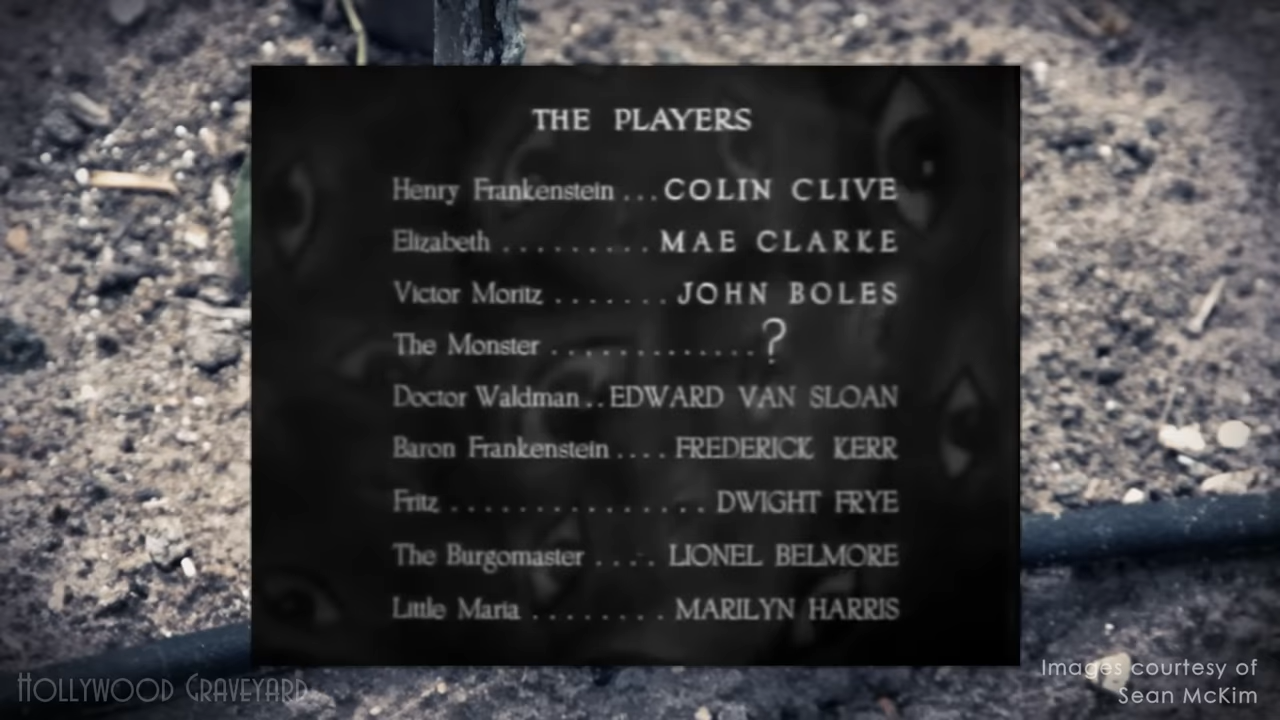 THE PLAYERS
Henry Frankenstein ... COLIN CLIVE
Elizabeth ......... MAE CLARKE
Victor Moritz ....... JOHN BOLES
The Monster .............?
Doctor Waldman .. EDWARD VAN SLOAN
Baron Frankenstein .... FREDERICK KERR
Fritz ............... DWIGHT FRYE
The Burgomaster ..... LIONEL BELMORE
Little Maria ........ MARILYN HARRIS
HOLLYWOOD GRAVEYARD
Images courtesy of
Sean McKim